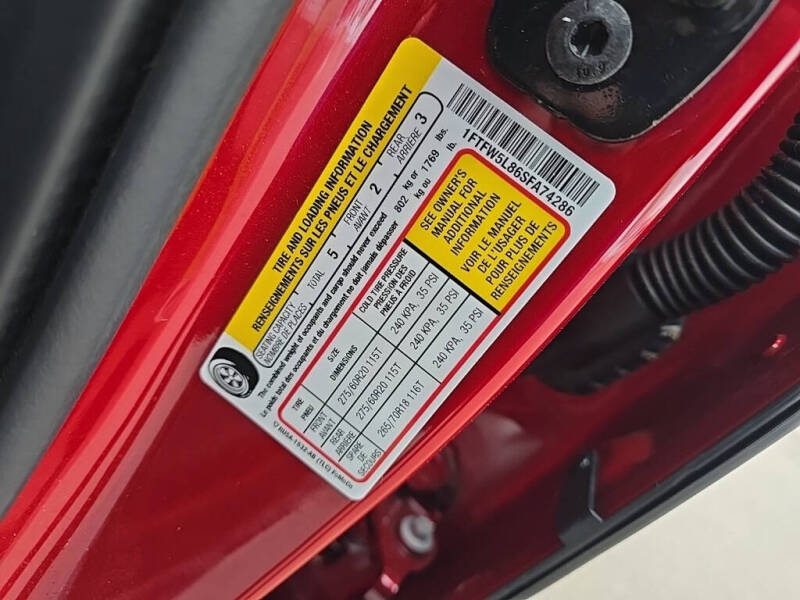 TIRE AND LOADING INFORMATION
RENSEIGNEMENTS SUR LES PNEUS ET LE CHARGEMENT
SEATING CAPACITY TOTAL 5 FRONT 2 REAR 3
NOMBRE DE PLACES AVANT ARRIÈRE
The combined weight of occupants and cargo should never exceed 802 kg or 1769 lbs.
Le poids total des occupants et du chargement ne doit jamais dépasser kg ou lb.
1FTFW5L86SFA74286
TIRE SIZE COLD TIRE PRESSURE
PNEU DIMENSIONS PRESSION DES PNEUS À FROID
FRONT AVANT 275/60R20 115T 240 KPA, 35 PSI
REAR ARRIÈRE 275/60R20 115T 240 KPA, 35 PSI
SPARE DE SECOURS 265/70R18 116T 240 KPA, 35 PSI
SEE OWNER'S
MANUAL FOR
ADDITIONAL
INFORMATION
VOIR LE MANUEL
DE L'USAGER
POUR PLUS DE
RENSEIGNEMENTS